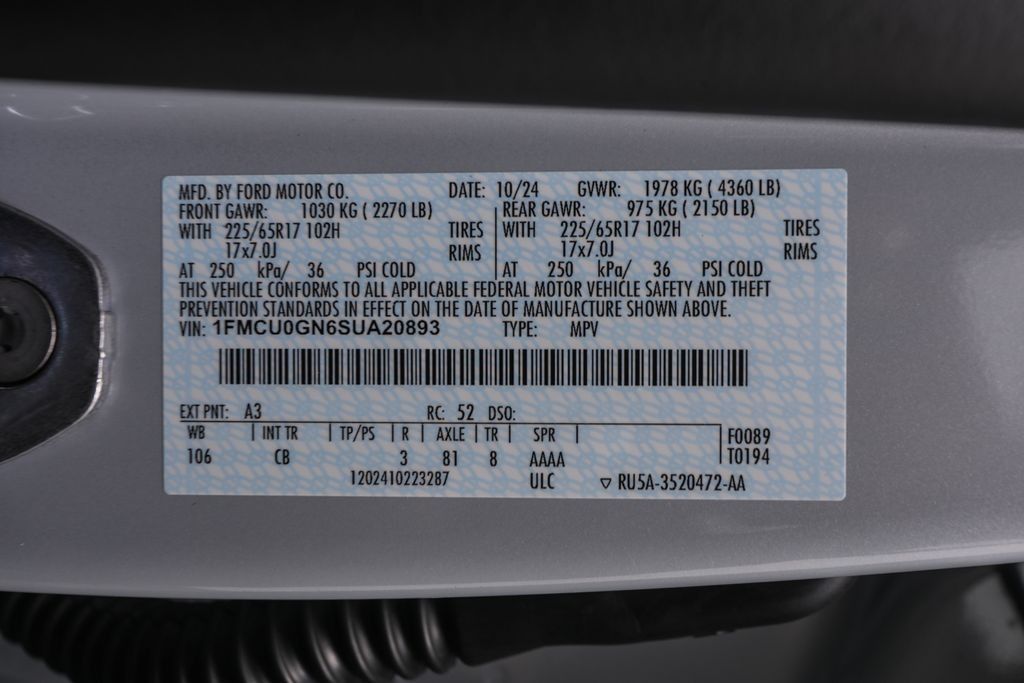 MFD. BY FORD MOTOR CO. DATE: 10/24 GVWR: 1978 KG ( 4360 LB)
FRONT GAWR: 1030 KG ( 2270 LB) REAR GAWR: 975 KG ( 2150 LB)
WITH 225/65R17 102H TIRES WITH 225/65R17 102H TIRES
17x7.0J RIMS 17x7.0J RIMS
AT 250 kPa/ 36 PSI COLD AT 250 kPa/ 36 PSI COLD
THIS VEHICLE CONFORMS TO ALL APPLICABLE FEDERAL MOTOR VEHICLE SAFETY AND THEFT
PREVENTION STANDARDS IN EFFECT ON THE DATE OF MANUFACTURE SHOWN ABOVE.
VIN: 1FMCU0GN6SUA20893 TYPE: MPV
EXT PNT: A3 RC: 52 DSO:
WB INT TR TP/PS R AXLE TR SPR F0089
106 CB 3 81 8 AAAA T0194
1202410223287 ULC ▽ RU5A-3520472-AA